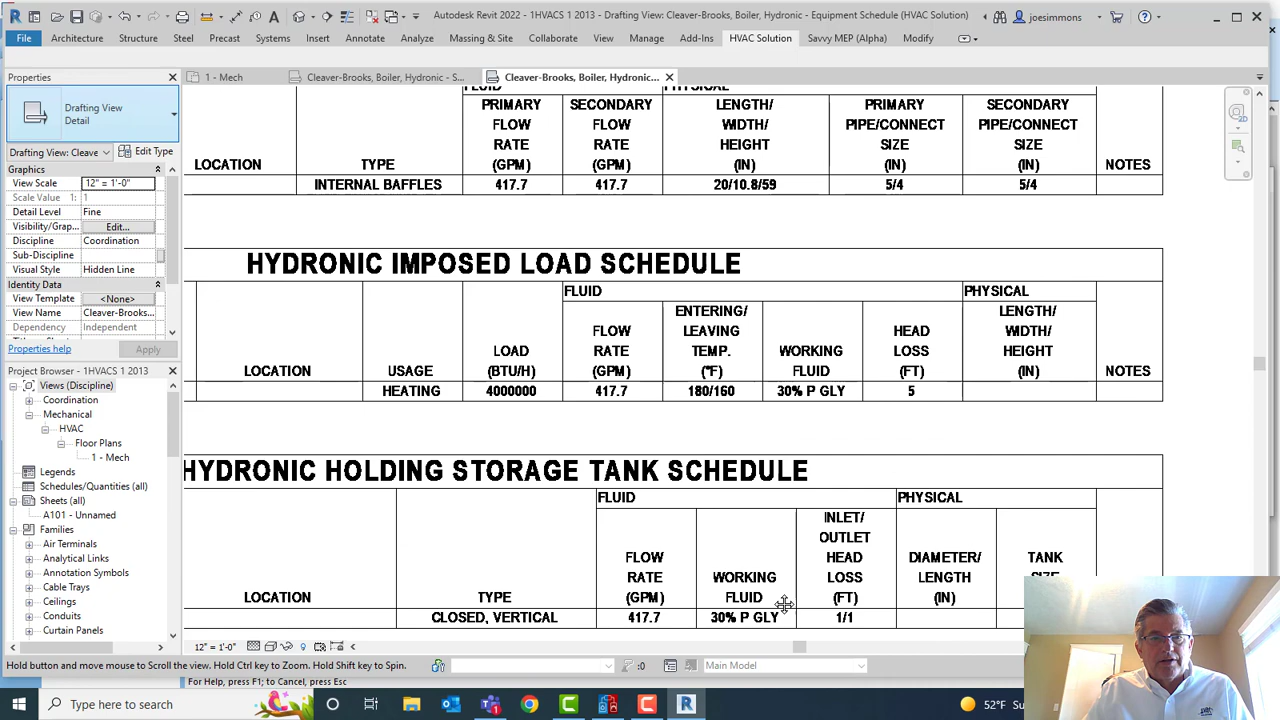 Autodesk Revit 2022 - 1HVACS 1 2013 - Drafting View: Cleaver-Brooks, Boiler, Hydronic - Equipment Schedule (HVAC Solution)
joesimmons
File Architecture Structure Steel Precast Systems Insert Annotate Analyze Massing & Site Collaborate View Manage Add-Ins HVAC Solution Savvy MEP (Alpha) Modify
Properties
1 - Mech
Cleaver-Brooks, Boiler, Hydronic - S...
Cleaver-Brooks, Boiler, Hydronic...
Drafting View
Detail
Drafting View: Cleave
Edit Type
Graphics
View Scale 12" = 1'-0"
Scale Value 1: 1
Detail Level Fine
Visibility/Grap... Edit...
Discipline Coordination
Sub-Discipline
Visual Style Hidden Line
Identity Data
View Template <None>
View Name Cleaver-Brooks...
Dependency Independent
Properties help Apply
Project Browser - 1HVACS 1 2013
Views (Discipline)
Coordination
Mechanical
HVAC
Floor Plans
1 - Mech
Legends
Schedules/Quantities (all)
Sheets (all)
A101 - Unnamed
Families
Air Terminals
Analytical Links
Annotation Symbols
Cable Trays
Ceilings
Conduits
Curtain Panels
FLUID PHYSICAL
PRIMARY SECONDARY LENGTH/ PRIMARY SECONDARY
FLOW FLOW WIDTH/ PIPE/CONNECT PIPE/CONNECT
RATE RATE HEIGHT SIZE SIZE
LOCATION TYPE (GPM) (GPM) (IN) (IN) (IN) NOTES
INTERNAL BAFFLES 417.7 417.7 20/10.8/59 5/4 5/4
HYDRONIC IMPOSED LOAD SCHEDULE
FLUID PHYSICAL
ENTERING/ LENGTH/
FLOW LEAVING HEAD WIDTH/
LOAD RATE TEMP. WORKING LOSS HEIGHT
LOCATION USAGE (BTU/H) (GPM) (°F) FLUID (FT) (IN) NOTES
HEATING 4000000 417.7 180/160 30% P GLY 5
HYDRONIC HOLDING STORAGE TANK SCHEDULE
FLUID PHYSICAL
INLET/
OUTLET
FLOW HEAD DIAMETER/ TANK
RATE WORKING LOSS LENGTH SIZE
LOCATION TYPE (GPM) FLUID (FT) (IN)
CLOSED, VERTICAL 417.7 30% P GLY 1/1
12" = 1'-0"
Hold button and move mouse to Scroll the View. Hold Ctrl key to Zoom. Hold Shift key to Spin.
:0
Main Model
For Help, press F1; to Cancel, press Esc
Type here to search
52°F